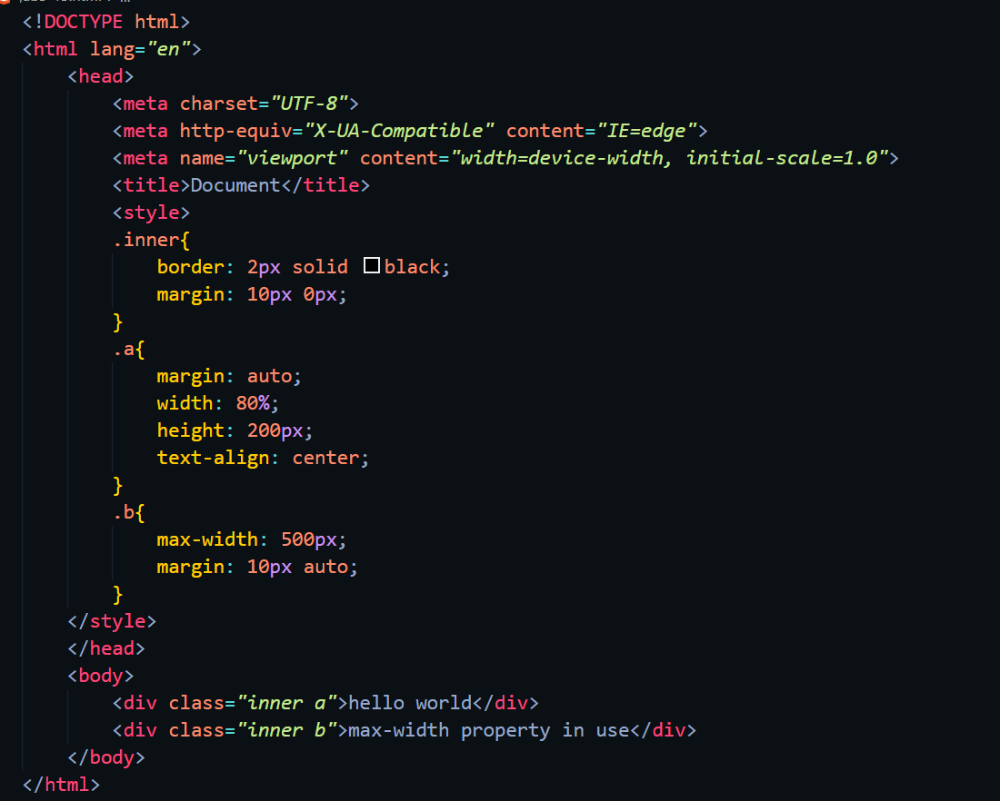 <!DOCTYPE html>
<html lang="en">
    <head>
        <meta charset="UTF-8">
        <meta http-equiv="X-UA-Compatible" content="IE=edge">
        <meta name="viewport" content="width=device-width, initial-scale=1.0">
        <title>Document</title>
        <style>
        .inner{
            border: 2px solid black;
            margin: 10px 0px;
        }
        .a{
            margin: auto;
            width: 80%;
            height: 200px;
            text-align: center;
        }
        .b{
            max-width: 500px;
            margin: 10px auto;
        }
    </style>
    </head>
    <body>
        <div class="inner a">hello world</div>
        <div class="inner b">max-width property in use</div>
    </body>
</html>